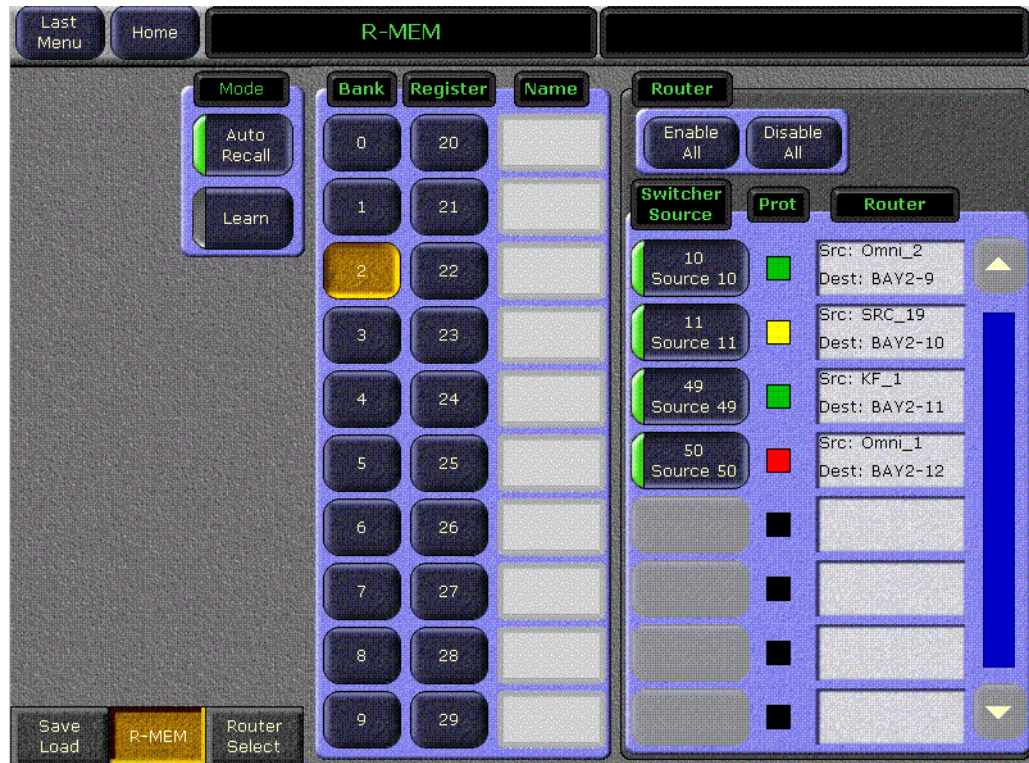 Last
Menu
Home
R-MEM
Mode
Auto
Recall
Learn
Bank
Register
Name
0
20
1
21
2
22
3
23
4
24
5
25
6
26
7
27
8
28
9
29
Router
Enable
All
Disable
All
Switcher
Source
Prot
Router
10
Source 10
Src: Omni_2
Dest: BAY2-9
11
Source 11
Src: SRC_19
Dest: BAY2-10
49
Source 49
Src: KF_1
Dest: BAY2-11
50
Source 50
Src: Omni_1
Dest: BAY2-12
Save
Load
R-MEM
Router
Select